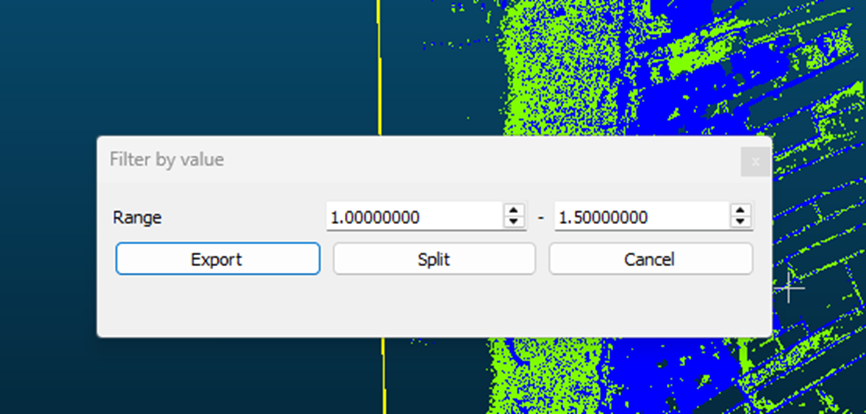 Filter by value
x
Range 1.00000000 - 1.50000000
Export Split Cancel